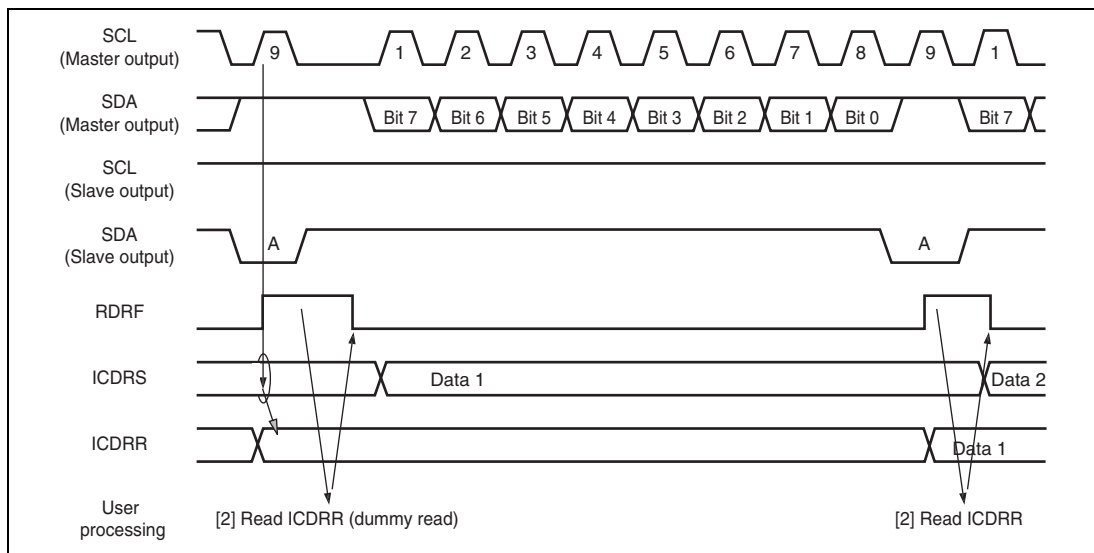 SCL
(Master output)
9 1 2 3 4 5 6 7 8 9 1
SDA
(Master output)
Bit 7 Bit 6 Bit 5 Bit 4 Bit 3 Bit 2 Bit 1 Bit 0 Bit 7
SCL
(Slave output)
SDA
(Slave output)
A A
RDRF
ICDRS
Data 1 Data 2
ICDRR
Data 1
User
processing
[2] Read ICDRR (dummy read) [2] Read ICDRR